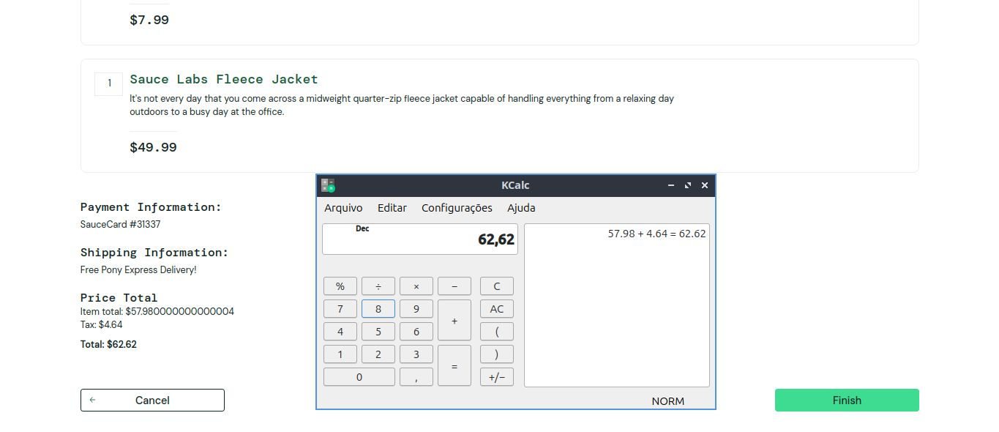 $7.99
1
Sauce Labs Fleece Jacket
It's not every day that you come across a midweight quarter-zip fleece jacket capable of handling everything from a relaxing day
outdoors to a busy day at the office.
$49.99
Payment Information:
SauceCard #31337
Shipping Information:
Free Pony Express Delivery!
Price Total
Item total: $57.980000000000004
Tax: $4.64
Total: $62.62
← Cancel
KCalc
Arquivo Editar Configurações Ajuda
Dec
62,62
57.98 + 4.64 = 62.62
% ÷ × − C
7 8 9 + AC
4 5 6 (
1 2 3 = )
0 , +/−
NORM
Finish